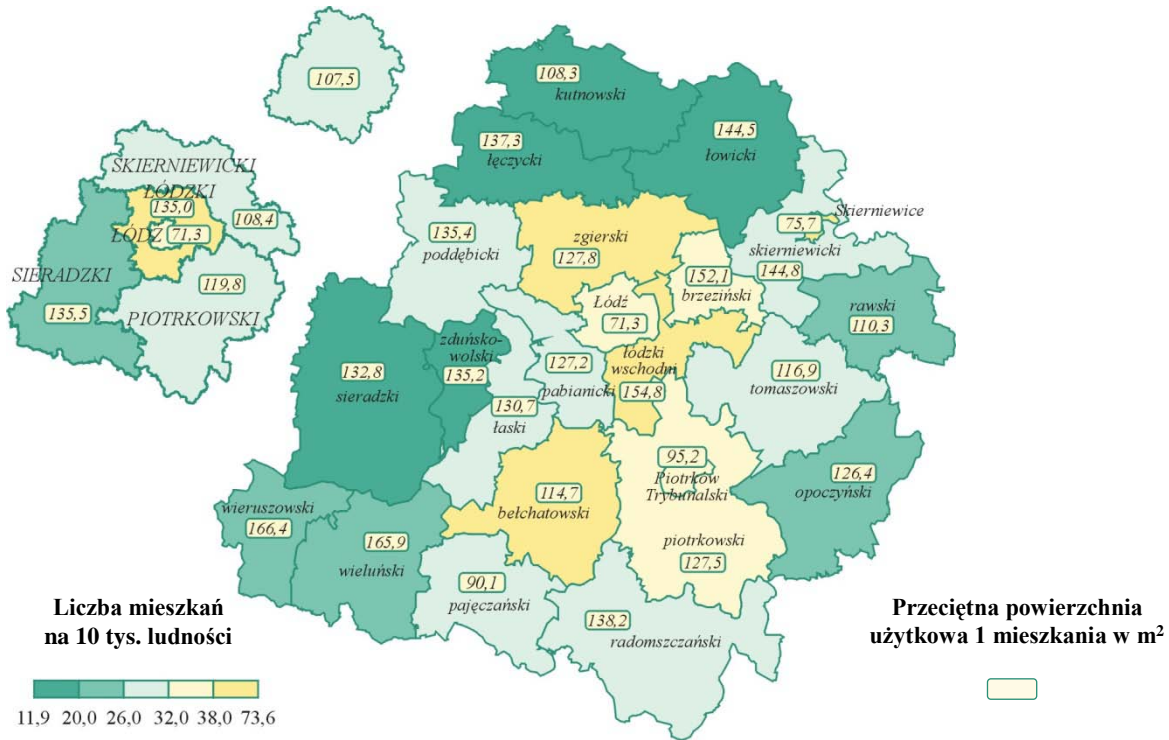 107,5
SKIERNIEWICKI
ŁÓDZKI
135,0
ŁÓDŹ
71,3
108,4
SIERADZKI
119,8
135,5
PIOTRKOWSKI
108,3
kutnowski
137,3
łęczycki
144,5
łowicki
Skierniewice
75,7
skierniewicki
144,8
135,4
poddębicki
zgierski
127,8
152,1
brzeziński
rawski
110,3
Łódź
71,3
zduńsko-
wolski
135,2
127,2
pabianicki
łódzki
wschodni
154,8
116,9
tomaszowski
132,8
sieradzki
130,7
łaski
95,2
Piotrków
Trybunalski
126,4
opoczyński
114,7
bełchatowski
wieruszowski
166,4
165,9
wieluński
piotrkowski
127,5
90,1
pajęczański
138,2
radomszczański
Liczba mieszkań
na 10 tys. ludności
11,9 20,0 26,0 32,0 38,0 73,6
Przeciętna powierzchnia
użytkowa 1 mieszkania w m²